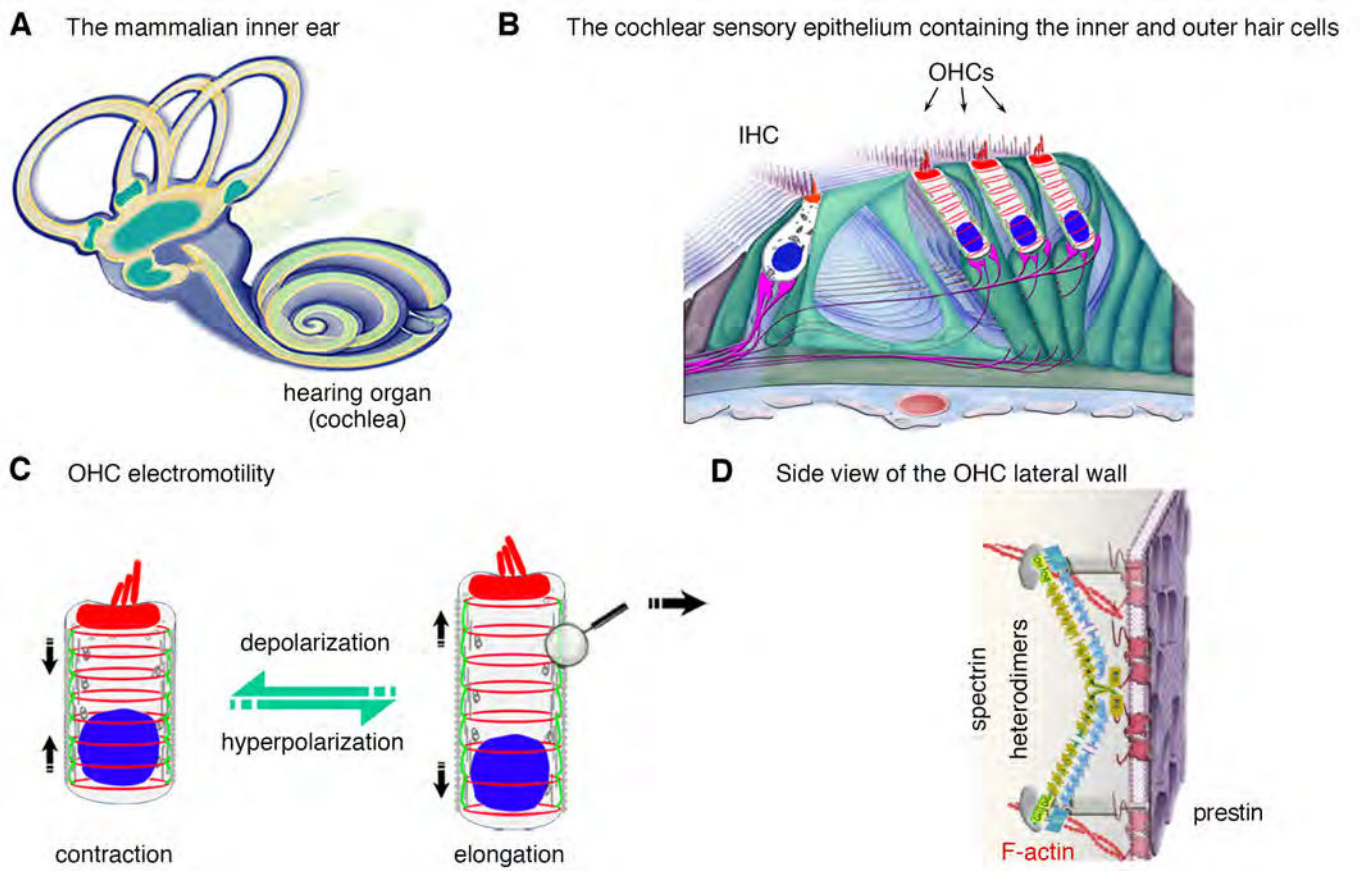 A The mammalian inner ear
hearing organ
(cochlea)
B The cochlear sensory epithelium containing the inner and outer hair cells
OHCs
IHC
C OHC electromotility
depolarization
hyperpolarization
contraction
elongation
D Side view of the OHC lateral wall
spectrin
heterodimers
F-actin
prestin